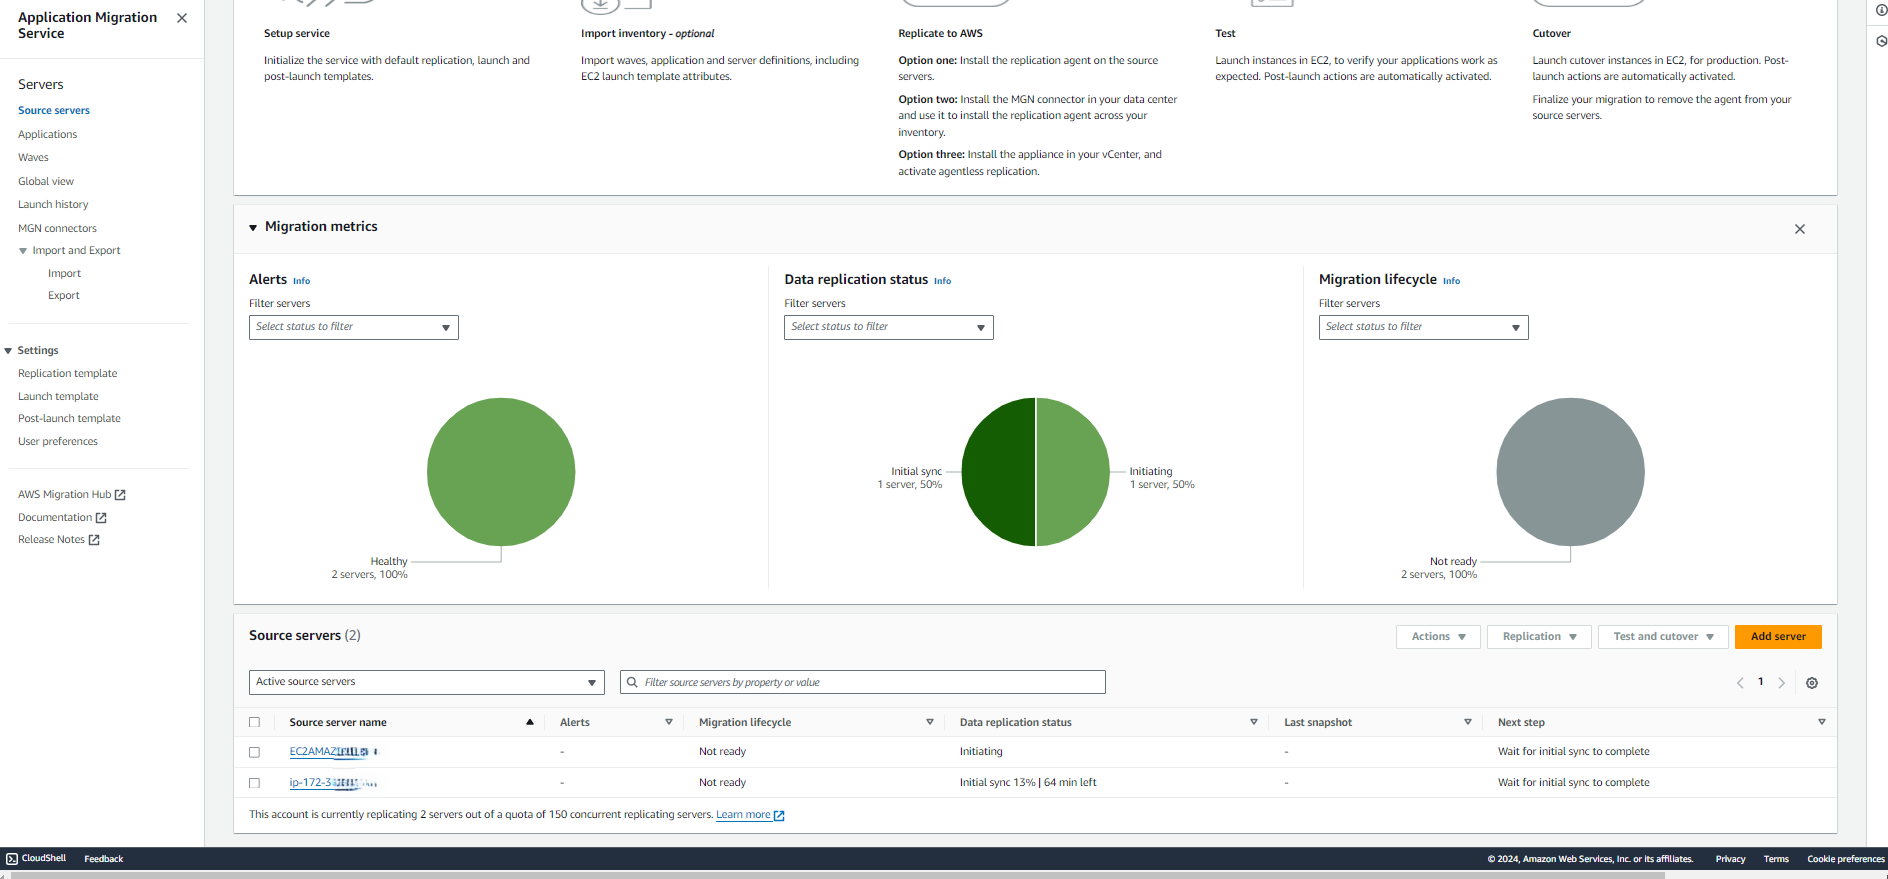 Application Migration
Service
Servers
Source servers
Applications
Waves
Global view
Launch history
MGN connectors
Import and Export
Import
Export
Settings
Replication template
Launch template
Post-launch template
User preferences
AWS Migration Hub
Documentation
Release Notes
Setup service
Initialize the service with default replication, launch and
post-launch templates.
Import inventory - optional
Import waves, application and server definitions, including
EC2 launch template attributes.
Replicate to AWS
Option one: Install the replication agent on the source
servers.
Option two: Install the MGN connector in your data center
and use it to install the replication agent across your
inventory.
Option three: Install the appliance in your vCenter, and
activate agentless replication.
Test
Launch instances in EC2, to verify your applications work as
expected. Post-launch actions are automatically activated.
Cutover
Launch cutover instances in EC2, for production. Post-
launch actions are automatically activated.
Finalize your migration to remove the agent from your
source servers.
Migration metrics
Alerts Info
Filter servers
Select status to filter
Healthy
2 servers, 100%
Data replication status Info
Filter servers
Select status to filter
Initial sync
1 server, 50%
Initiating
1 server, 50%
Migration lifecycle Info
Filter servers
Select status to filter
Not ready
2 servers, 100%
Source servers (2)
Actions Replication Test and cutover Add server
Active source servers Filter source servers by property or value 1
Source server name Alerts Migration lifecycle Data replication status Last snapshot Next step
EC2AMAZ - Not ready Initiating - Wait for initial sync to complete
ip-172-3 - Not ready Initial sync 13% | 64 min left - Wait for initial sync to complete
This account is currently replicating 2 servers out of a quota of 150 concurrent replicating servers. Learn more
CloudShell Feedback © 2024, Amazon Web Services, Inc. or its affiliates. Privacy Terms Cookie preferences